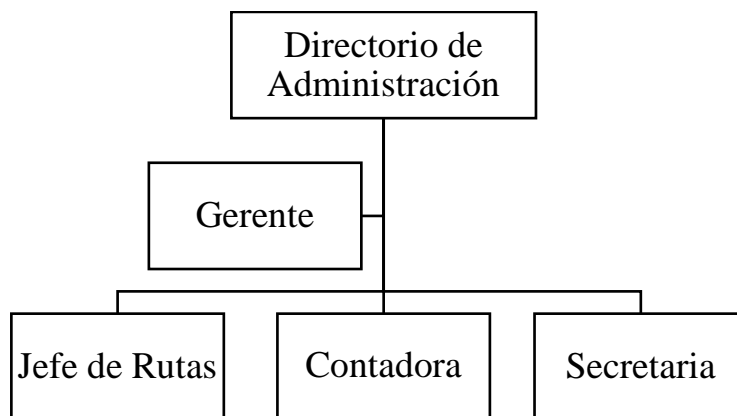 Directorio de
Administración
Gerente
Jefe de Rutas
Contadora
Secretaria